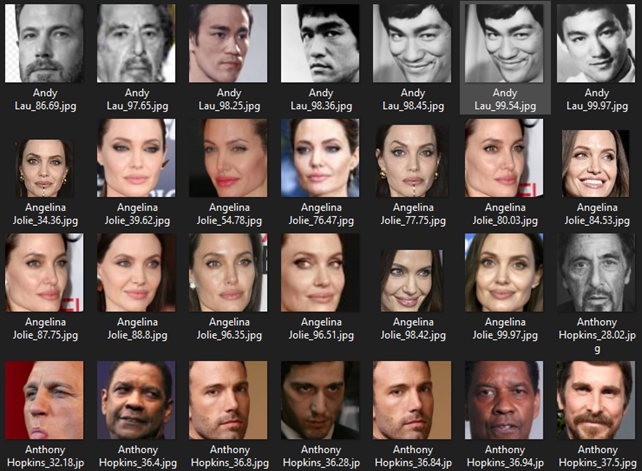 Andy
Lau_86.69.jpg
Andy
Lau_97.65.jpg
Andy
Lau_98.25.jpg
Andy
Lau_98.36.jpg
Andy
Lau_98.45.jpg
Andy
Lau_99.54.jpg
Andy
Lau_99.97.jpg
Angelina
Jolie_34.36.jpg
Angelina
Jolie_39.62.jpg
Angelina
Jolie_54.78.jpg
Angelina
Jolie_76.47.jpg
Angelina
Jolie_77.75.jpg
Angelina
Jolie_80.03.jpg
Angelina
Jolie_84.53.jpg
Angelina
Jolie_87.75.jpg
Angelina
Jolie_88.8.jpg
Angelina
Jolie_96.35.jpg
Angelina
Jolie_96.51.jpg
Angelina
Jolie_98.42.jpg
Angelina
Jolie_99.97.jpg
Anthony
Hopkins_28.02.jp
g
Anthony
Hopkins_32.18.jp
Anthony
Hopkins_36.4.jpg
Anthony
Hopkins_36.8.jpg
Anthony
Hopkins_36.28.jp
Anthony
Hopkins_36.84.jp
Anthony
Hopkins_36.94.jp
Anthony
Hopkins_37.5.jpg